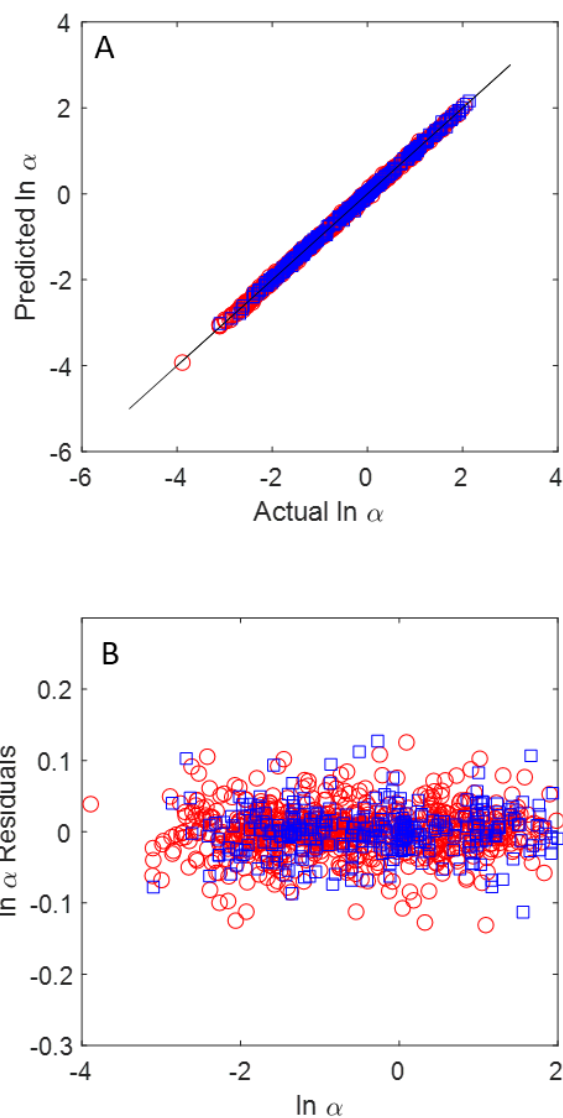 A
4
2
0
-2
-4
-6
Predicted ln α
-6 -4 -2 0 2 4
Actual ln α
B
0.2
0.1
0
-0.1
-0.2
-0.3
ln α Residuals
-4 -2 0 2
ln α